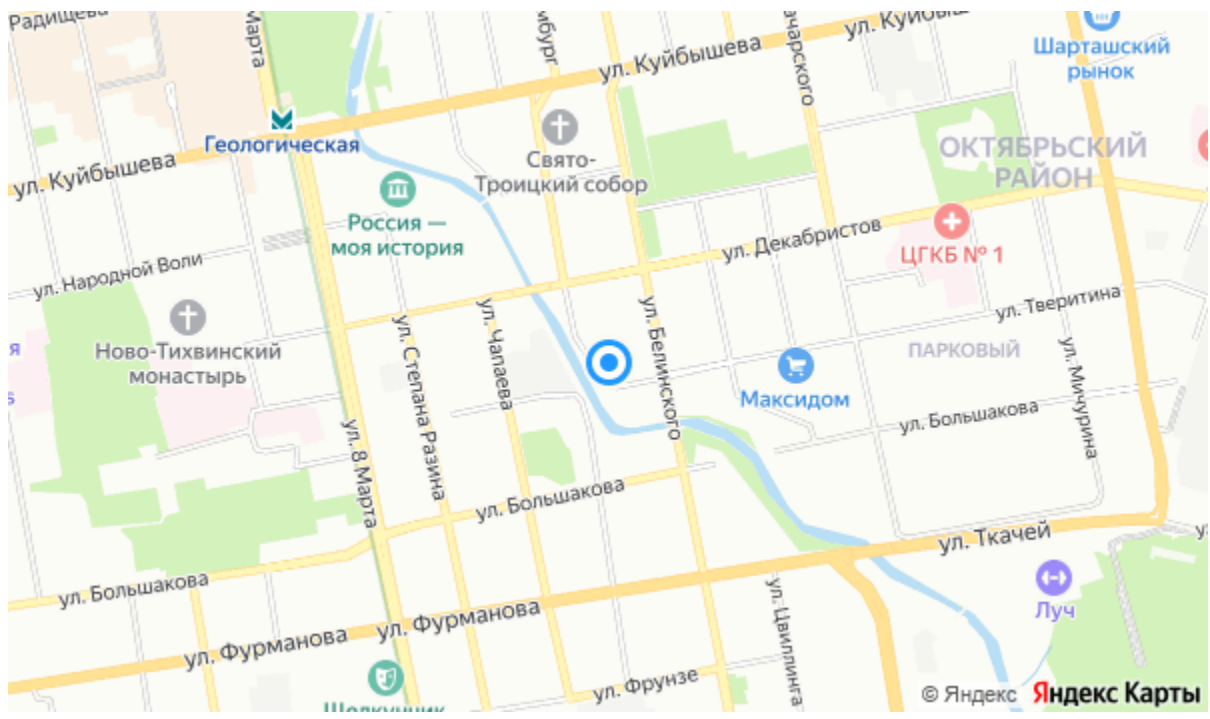 Радищева
Марта
мбург
ул. Куйбышева
ул. Куйбыш
ачарского
Шарташский
рынок
Геологическая
ул. Куйбышева
Свято-
Троицкий собор
ОКТЯБРЬСКИЙ
РАЙОН
Россия —
моя история
ул. Декабристов
ЦГКБ № 1
ул. Народной Воли
ул. Тверитина
Ново-Тихвинский
монастырь
я
s
ул. Степана Разина
ул. Чапаева
ул. Белинского
ПАРКОВЫЙ
Максидом
ул. Мичурина
ул. Большакова
ул. 8 Марта
ул. Большакова
ул. Ткачей
ул. Большакова
Луч
ул. Фурманова
ул. Фурманова
ул. Цвиллинга
ул. Фрунзе
Щелкунчик
© Яндекс Яндекс Карты